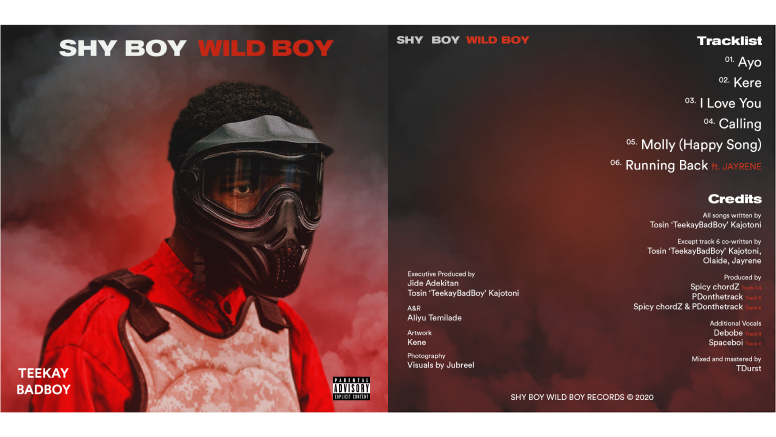 SHY BOY WILD BOY
TEEKAY
BADBOY
PARENTAL
ADVISORY
EXPLICIT CONTENT
SHY BOY WILD BOY
Tracklist
01. Ayo
02. Kere
03. I Love You
04. Calling
05. Molly (Happy Song)
06. Running Back ft. JAYRENE
Credits
All songs written by
Tosin ‘TeekayBadBoy’ Kajotoni
Except track 6 co-written by
Tosin ‘TeekayBadBoy’ Kajotoni,
Olaide, Jayrene
Produced by
Spicy chordZ
PDonthetrack
Spicy chordZ & PDonthetrack
Additional Vocals
Debobe
Spaceboi
Mixed and mastered by
TDurst
Executive Produced by
Jide Adekitan
Tosin ‘TeekayBadBoy’ Kajotoni
A&R
Aliyu Temilade
Artwork
Kene
Photography
Visuals by Jubreel
SHY BOY WILD BOY RECORDS © 2020